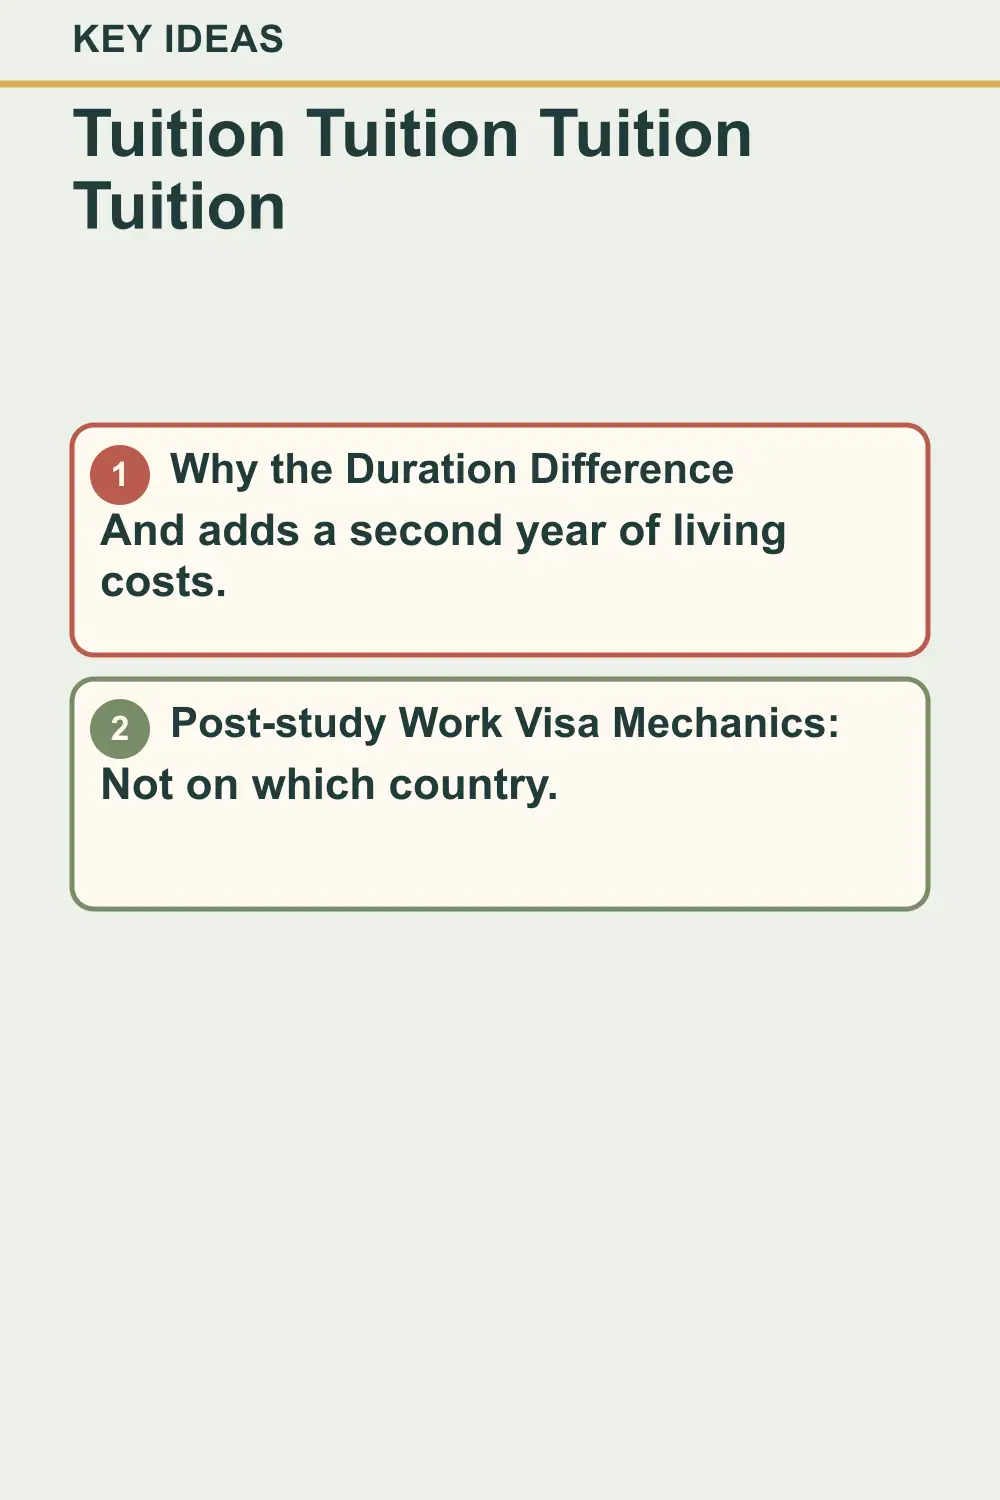 KEY IDEAS
Tuition Tuition Tuition
Tuition
1 Why the Duration Difference
And adds a second year of living
costs.
2 Post-study Work Visa Mechanics:
Not on which country.